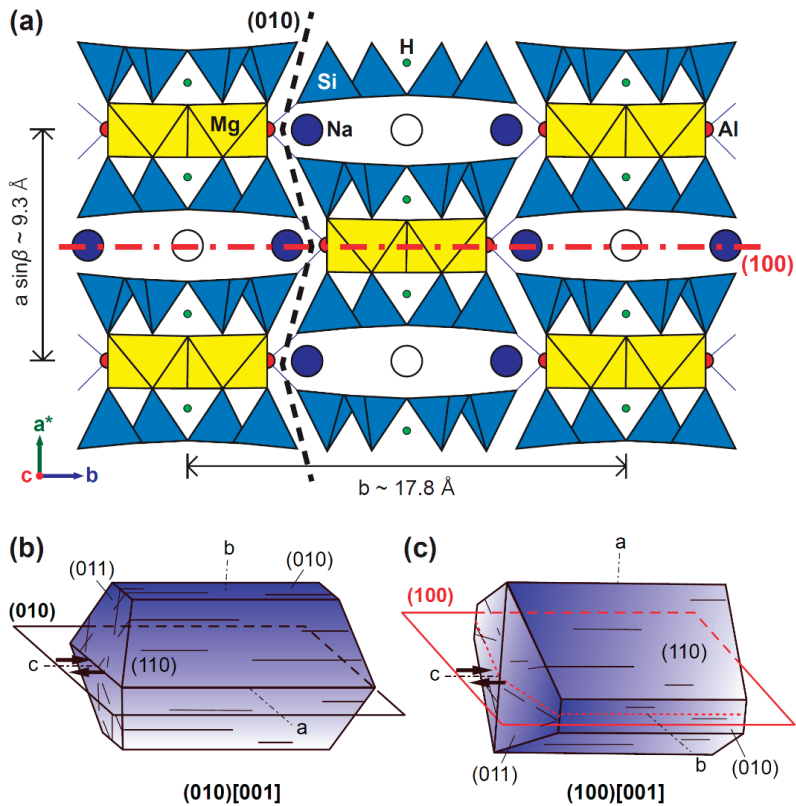 (a)
(010)
H
Si
Mg
Na
Al
a sinβ ~ 9.3 Å
(100)
a*
c
b
b ~ 17.8 Å
(b)
b
(011)
(010)
(010)
c
(110)
a
(010)[001]
(c)
a
(100)
(110)
c
(011)
b
(010)
(100)[001]